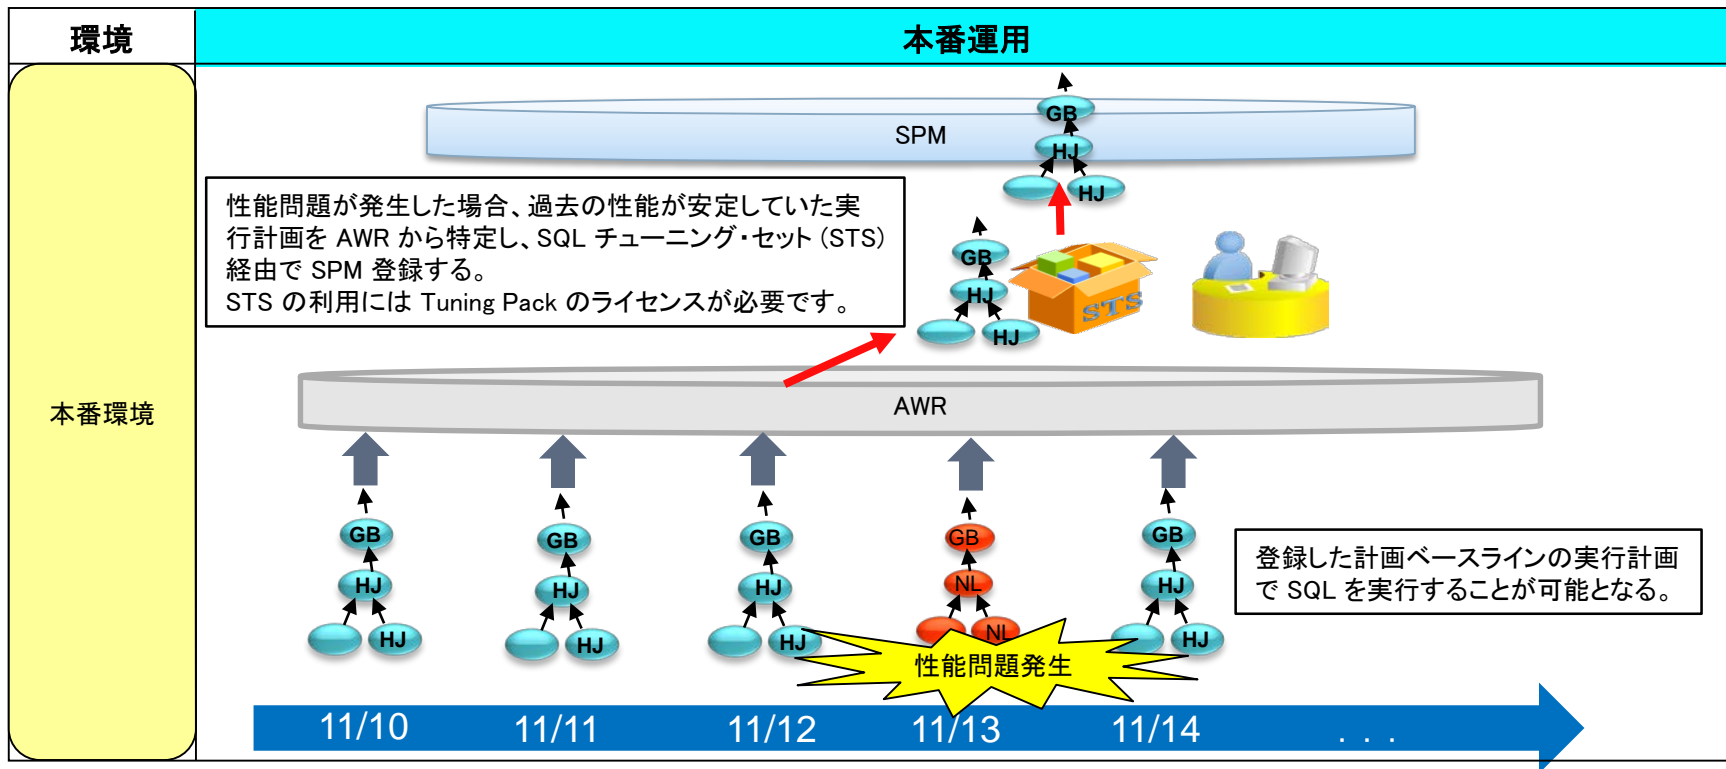 環境
本番運用
本番環境
SPM
GB
HJ
HJ
性能問題が発生した場合、過去の性能が安定していた実
行計画を AWR から特定し、SQL チューニング・セット (STS)
経由で SPM 登録する。
STS の利用には Tuning Pack のライセンスが必要です。
GB
HJ
HJ
STS
AWR
GB
HJ
HJ
GB
HJ
HJ
GB
HJ
HJ
GB
NL
NL
GB
HJ
HJ
性能問題発生
登録した計画ベースラインの実行計画
で SQL を実行することが可能となる。
11/10
11/11
11/12
11/13
11/14
. . .